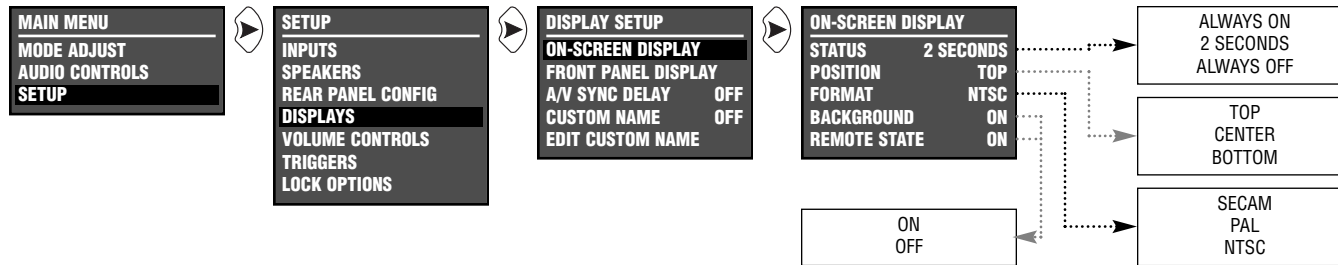 MAIN MENU
MODE ADJUST
AUDIO CONTROLS
SETUP
SETUP
INPUTS
SPEAKERS
REAR PANEL CONFIG
DISPLAYS
VOLUME CONTROLS
TRIGGERS
LOCK OPTIONS
DISPLAY SETUP
ON-SCREEN DISPLAY
FRONT PANEL DISPLAY
A/V SYNC DELAY OFF
CUSTOM NAME OFF
EDIT CUSTOM NAME
ON-SCREEN DISPLAY
STATUS 2 SECONDS
POSITION TOP
FORMAT NTSC
BACKGROUND ON
REMOTE STATE ON
ALWAYS ON
2 SECONDS
ALWAYS OFF
TOP
CENTER
BOTTOM
SECAM
PAL
NTSC
ON
OFF